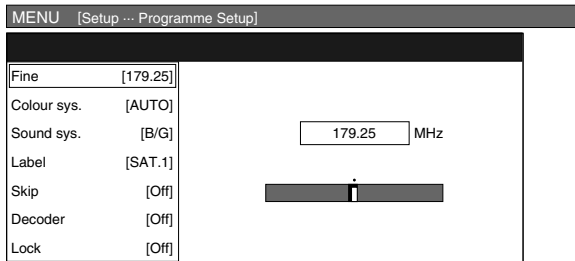 MENU [Setup ··· Programme Setup]
Fine [179.25]
Colour sys. [AUTO]
Sound sys. [B/G]
179.25 MHz
Label [SAT.1]
Skip [Off]
Decoder [Off]
Lock [Off]